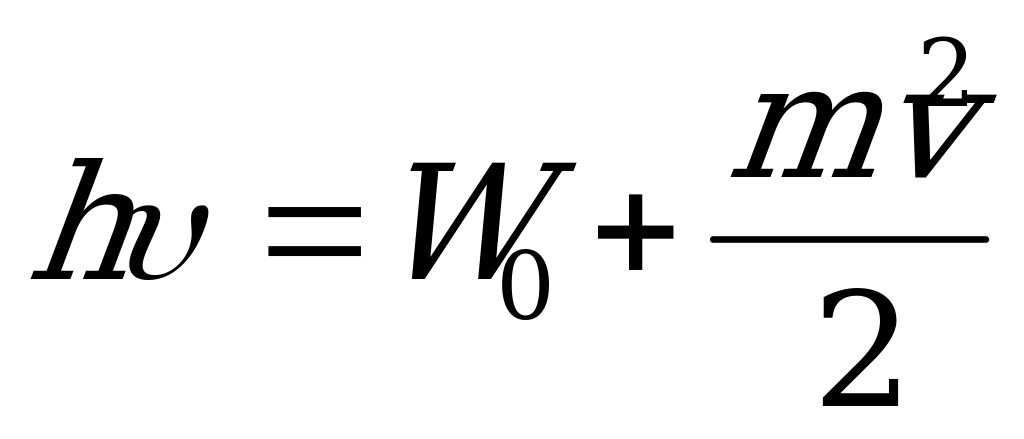 hυ = W₀ + mv²/2